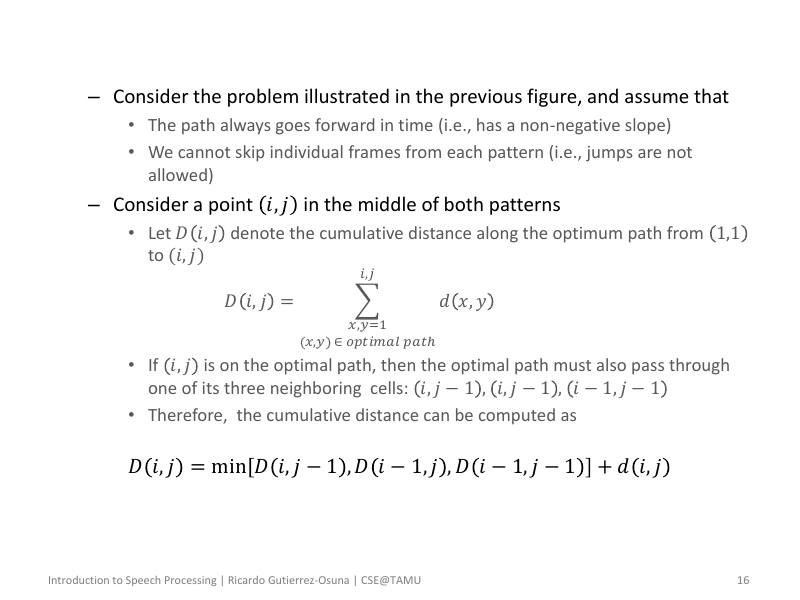 – Consider the problem illustrated in the previous figure, and assume that
• The path always goes forward in time (i.e., has a non-negative slope)
• We cannot skip individual frames from each pattern (i.e., jumps are not
allowed)
– Consider a point (𝑖, 𝑗) in the middle of both patterns
• Let 𝐷(𝑖, 𝑗) denote the cumulative distance along the optimum path from (1,1)
to (𝑖, 𝑗)
𝑖,𝑗
𝐷(𝑖, 𝑗) = ∑ 𝑑(𝑥, 𝑦)
𝑥,𝑦=1
(𝑥,𝑦) ∈ 𝑜𝑝𝑡𝑖𝑚𝑎𝑙 𝑝𝑎𝑡ℎ
• If (𝑖, 𝑗) is on the optimal path, then the optimal path must also pass through
one of its three neighboring cells: (𝑖, 𝑗 − 1), (𝑖, 𝑗 − 1), (𝑖 − 1, 𝑗 − 1)
• Therefore, the cumulative distance can be computed as
𝐷(𝑖, 𝑗) = min[𝐷(𝑖, 𝑗 − 1), 𝐷(𝑖 − 1, 𝑗), 𝐷(𝑖 − 1, 𝑗 − 1)] + 𝑑(𝑖, 𝑗)
Introduction to Speech Processing | Ricardo Gutierrez-Osuna | CSE@TAMU 16